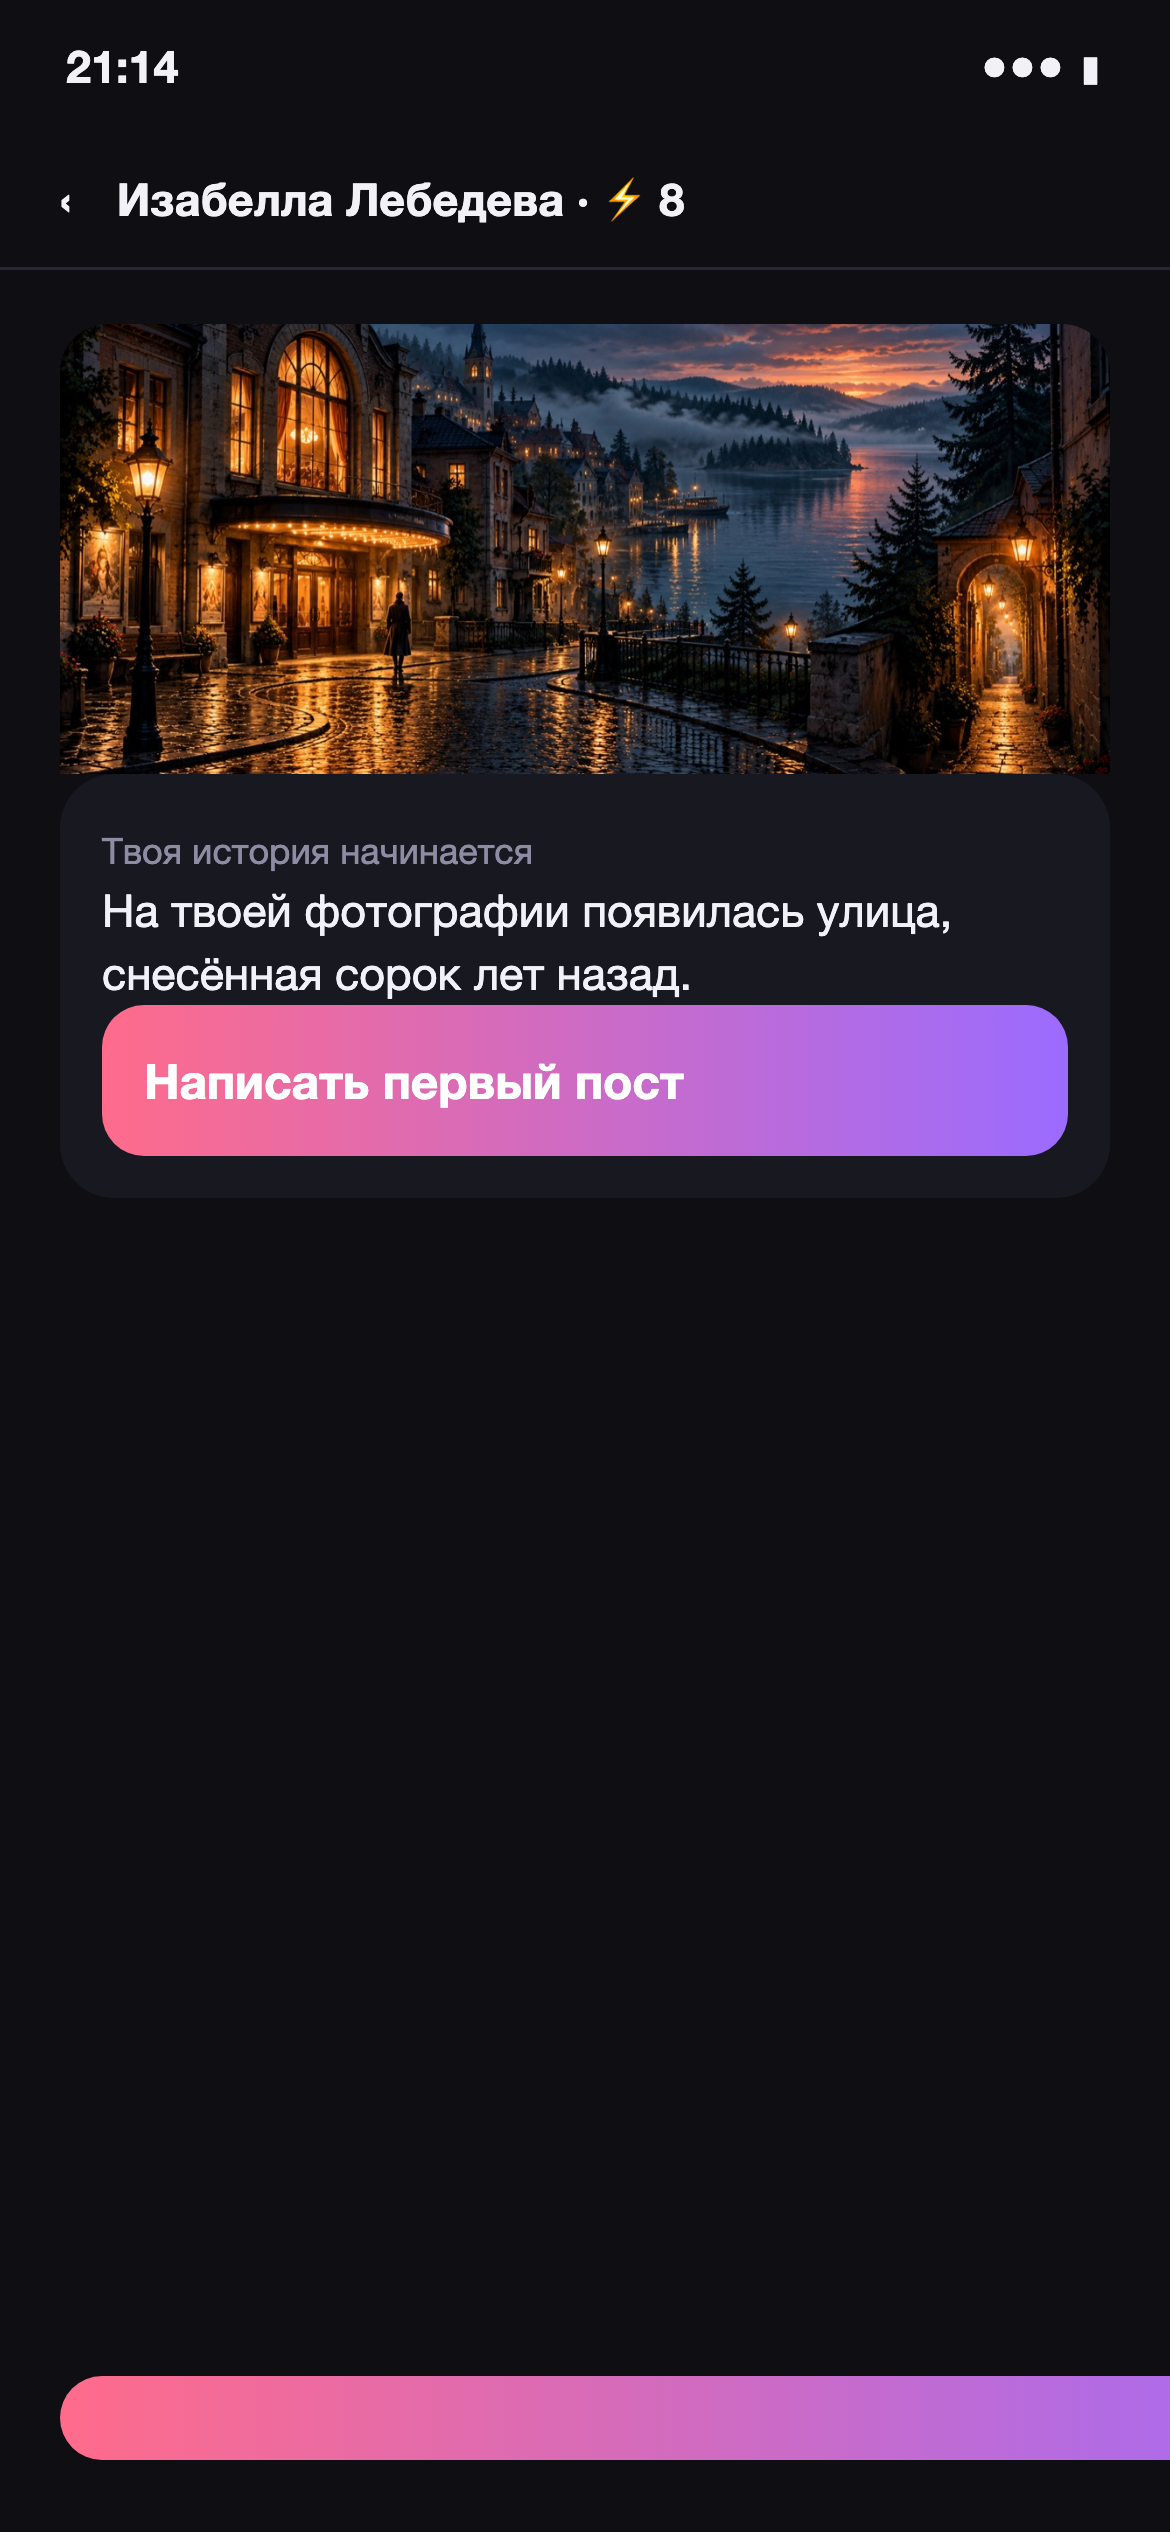 21:14
‹ Изабелла Лебедева · ⚡ 8
Твоя история начинается
На твоей фотографии появилась улица,
снесённая сорок лет назад.
Написать первый пост